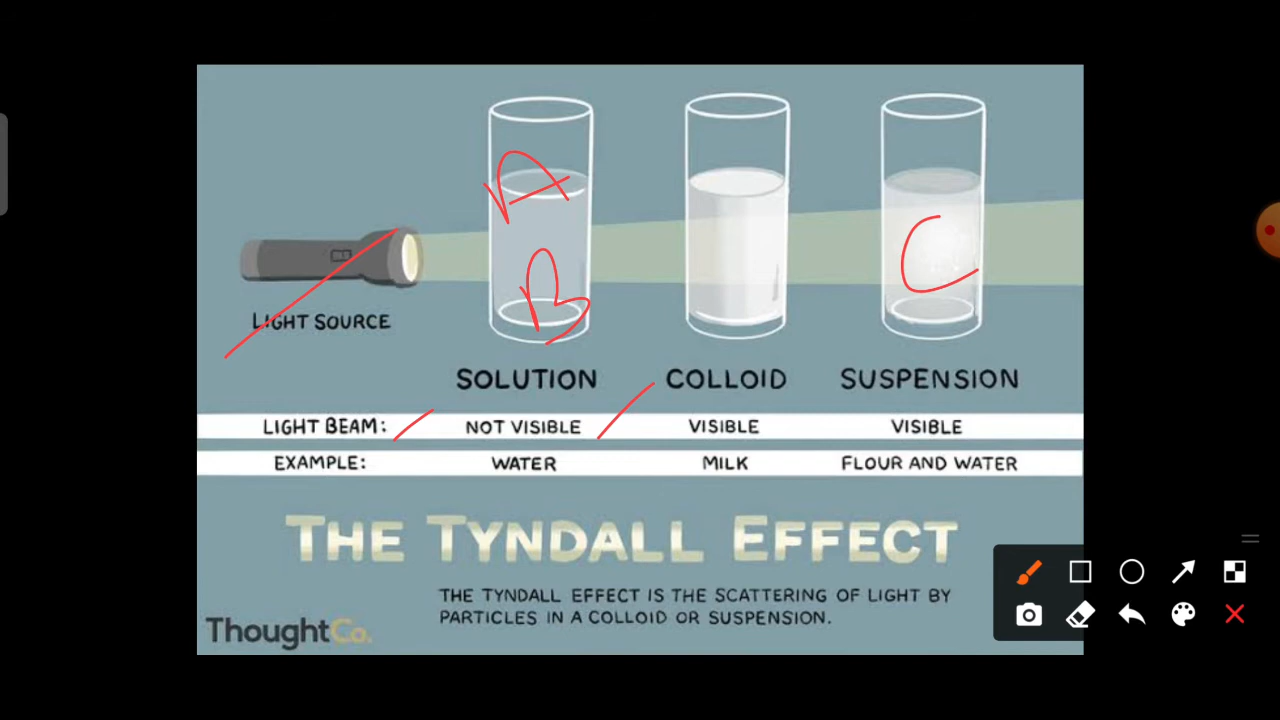 A
B
C
LIGHT SOURCE
SOLUTION COLLOID SUSPENSION
LIGHT BEAM: NOT VISIBLE VISIBLE VISIBLE
EXAMPLE: WATER MILK FLOUR AND WATER
THE TYNDALL EFFECT
THE TYNDALL EFFECT IS THE SCATTERING OF LIGHT BY
PARTICLES IN A COLLOID OR SUSPENSION.
ThoughtCo.